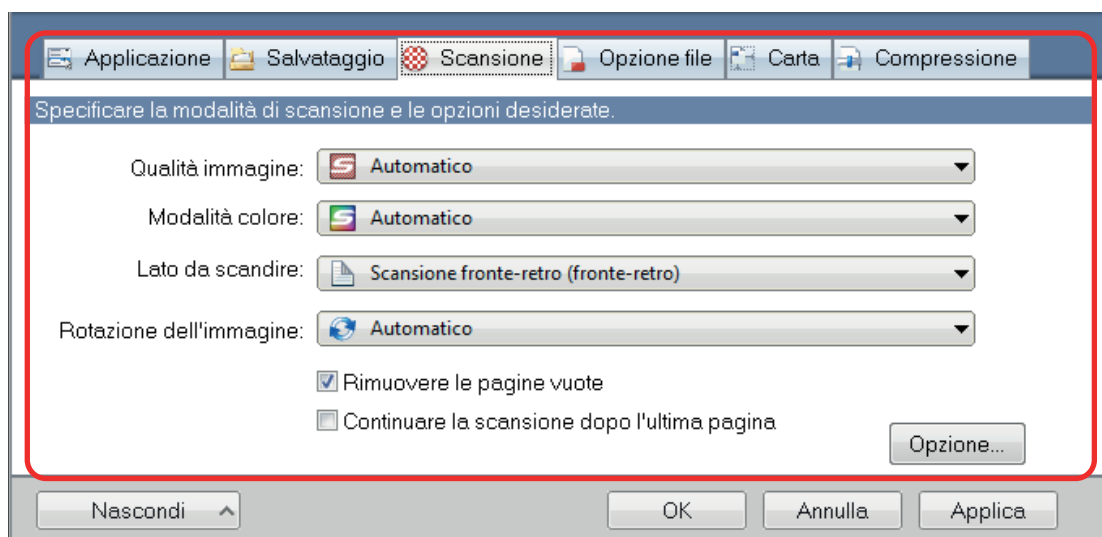 Applicazione Salvataggio Scansione Opzione file Carta Compressione
Specificare la modalità di scansione e le opzioni desiderate.
Qualità immagine: Automatico
Modalità colore: Automatico
Lato da scandire: Scansione fronte-retro (fronte-retro)
Rotazione dell'immagine: Automatico
Rimuovere le pagine vuote
Continuare la scansione dopo l'ultima pagina
Opzione...
Nascondi OK Annulla Applica